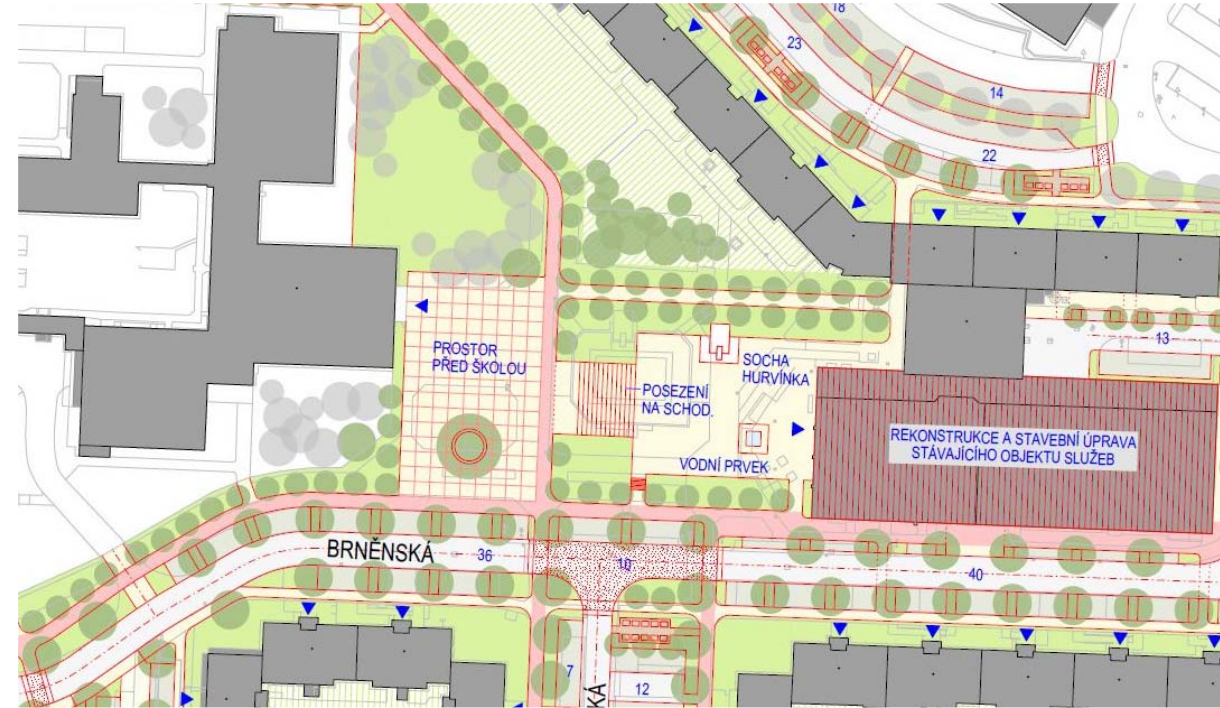 18
23
14
22
13
PROSTOR
PŘED ŠKOLOU
SOCHA
HURVÍNKA
POSEZENÍ
NA SCHOD.
REKONSTRUKCE A STAVEBNÍ ÚPRAVA
STÁVAJÍCÍHO OBJEKTU SLUŽEB
VODNÍ PRVEK
BRNĚNSKÁ
36
10
40
7
12
KÁ